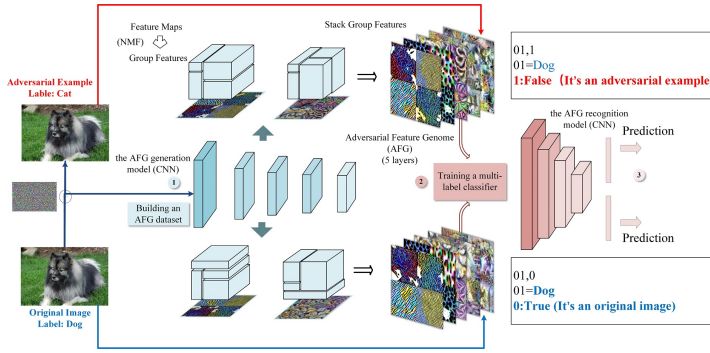 Feature Maps
(NMF)
Group Features
Stack Group Features
Adversarial Example
Lable: Cat
01,1
01=Dog
1:False (It's an adversarial example
the AFG generation
model (CNN)
1
Building an
AFG dataset
Adversarial Feature Genome
(AFG)
(5 layers)
2
Training a multi-
label classifier
the AFG recognition
model (CNN)
Prediction
3
Prediction
Original Image
Label: Dog
01,0
01=Dog
0:True (It's an original image)